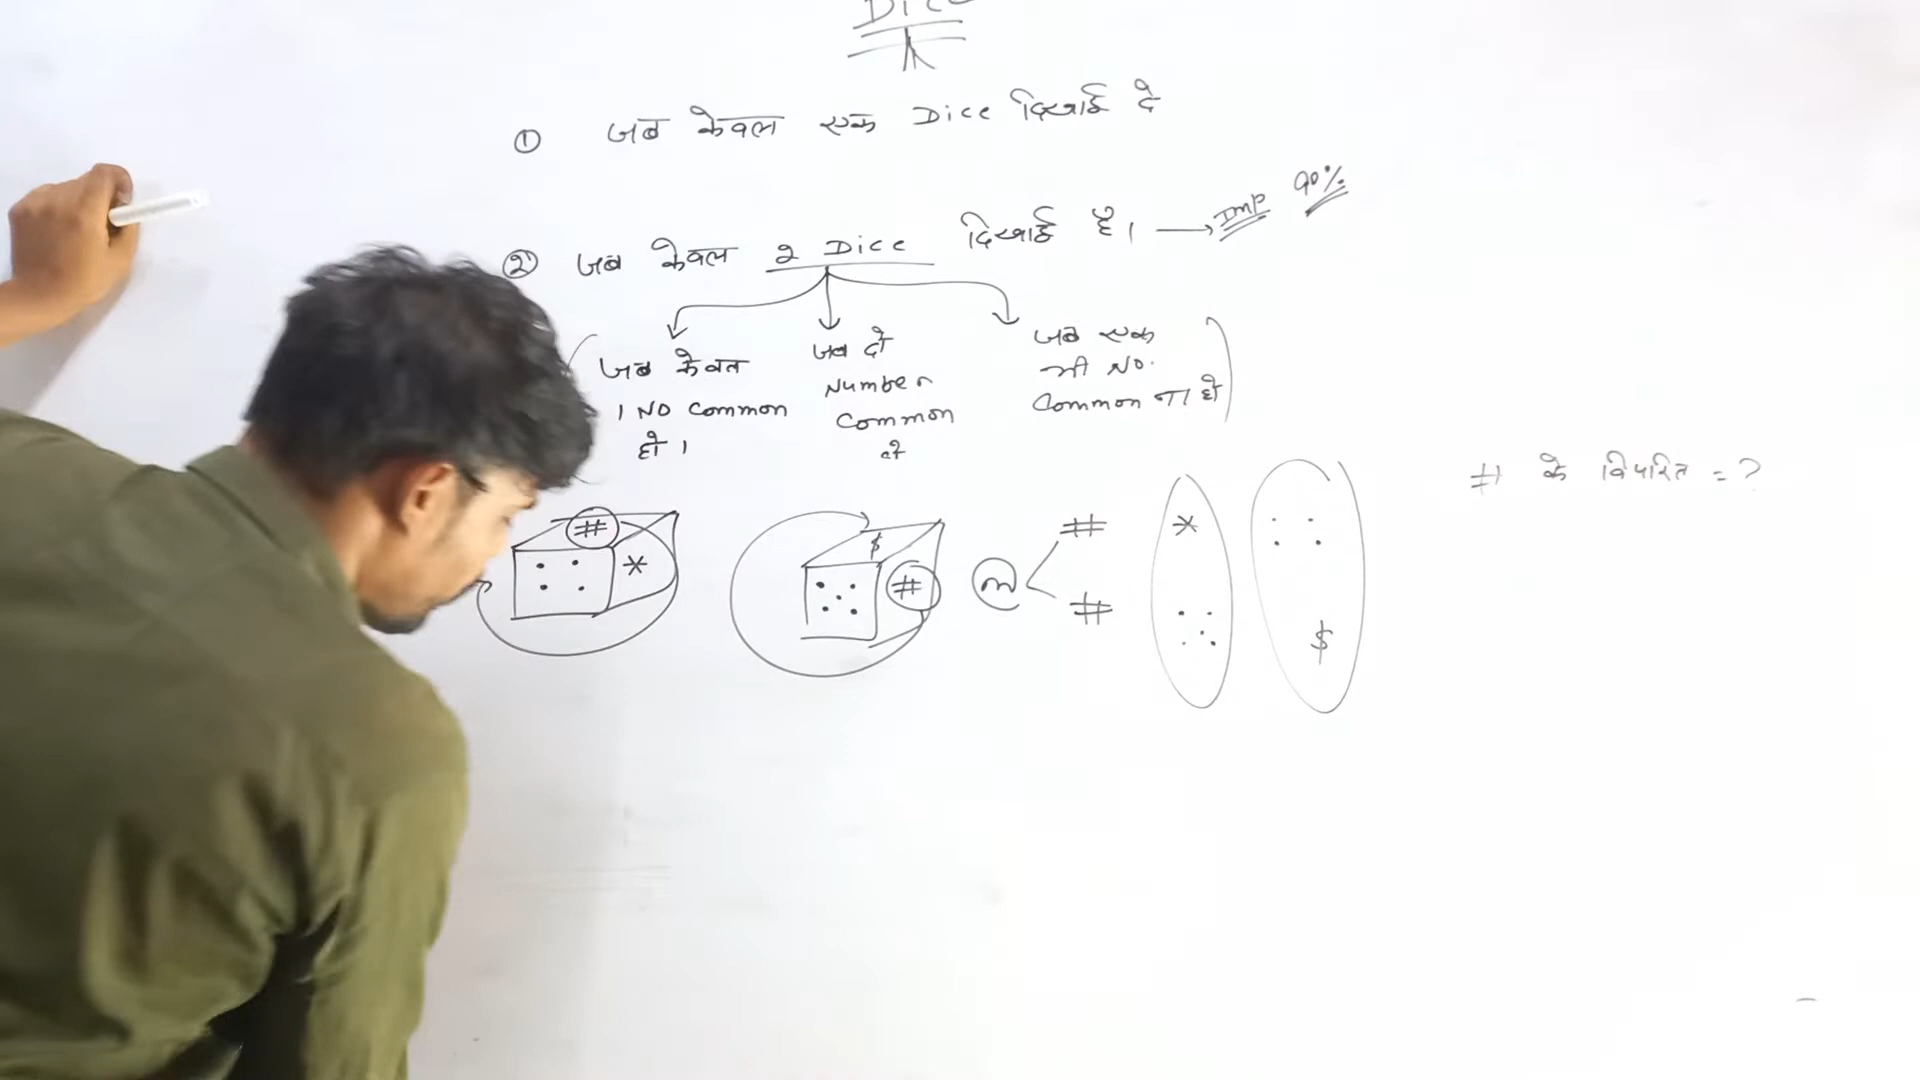 Dice
① जब केवल एक Dice दिखाई दे
② जब केवल 2 Dice दिखाई है। → Imp 90%
जब केवल
1 NO Common
हो।
जब दो
Number
Common
हो
जब एक
भी No.
Common ना हो
# के विपरित = ?
# *
$ #
# *
# $